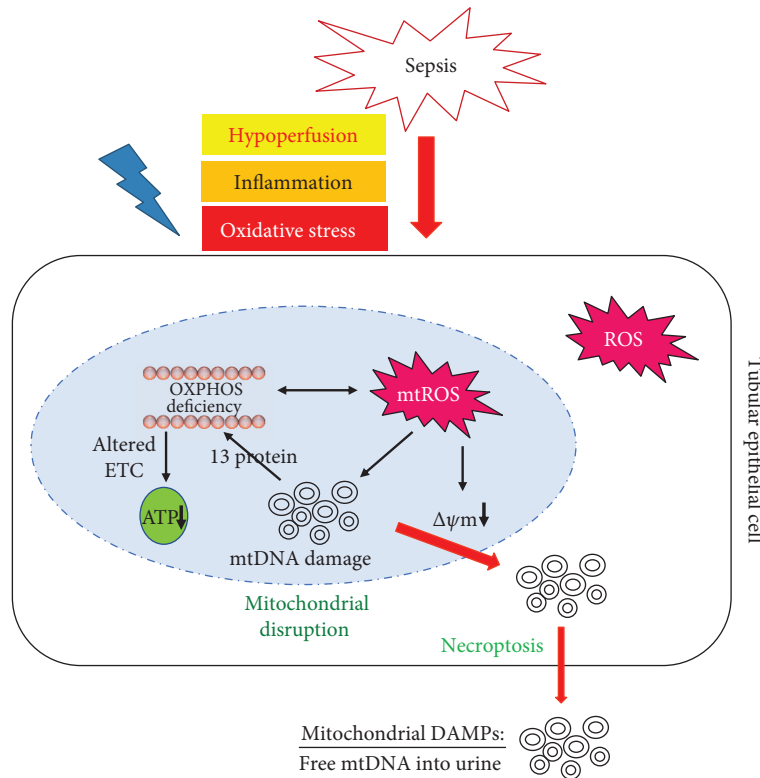 Sepsis
Hypoperfusion
Inflammation
Oxidative stress
ROS
OXPHOS
deficiency
mtROS
Altered
ETC
13 protein
ATP
Δψm
mtDNA damage
Mitochondrial
disruption
Necroptosis
Tubular epithelial cell
Mitochondrial DAMPs:
Free mtDNA into urine